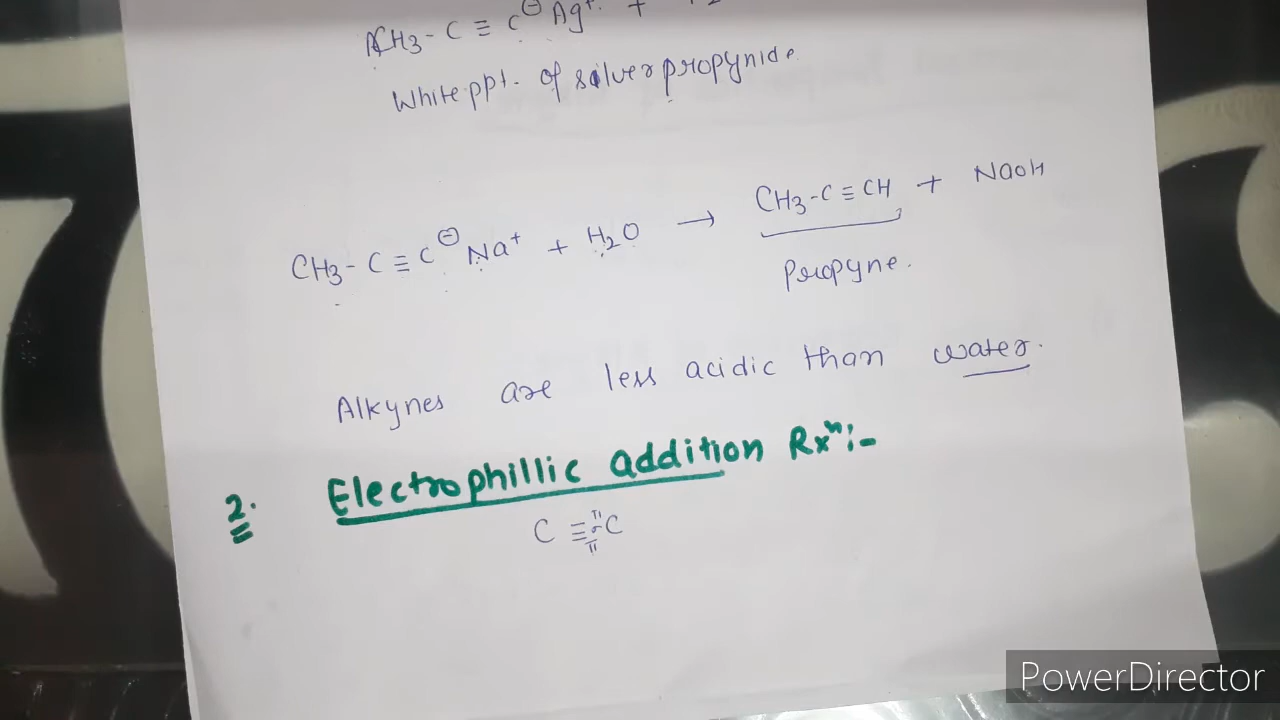 CH3-C≡C⊖Ag+ +
White ppt. of silver propynide
CH3-C≡C⊖Na+ + H2O → CH3-C≡CH + NaOH
Propyne.
Alkynes are less acidic than water.
2. Electrophillic addition Rxn:-
C≡C
π
σ
π
PowerDirector